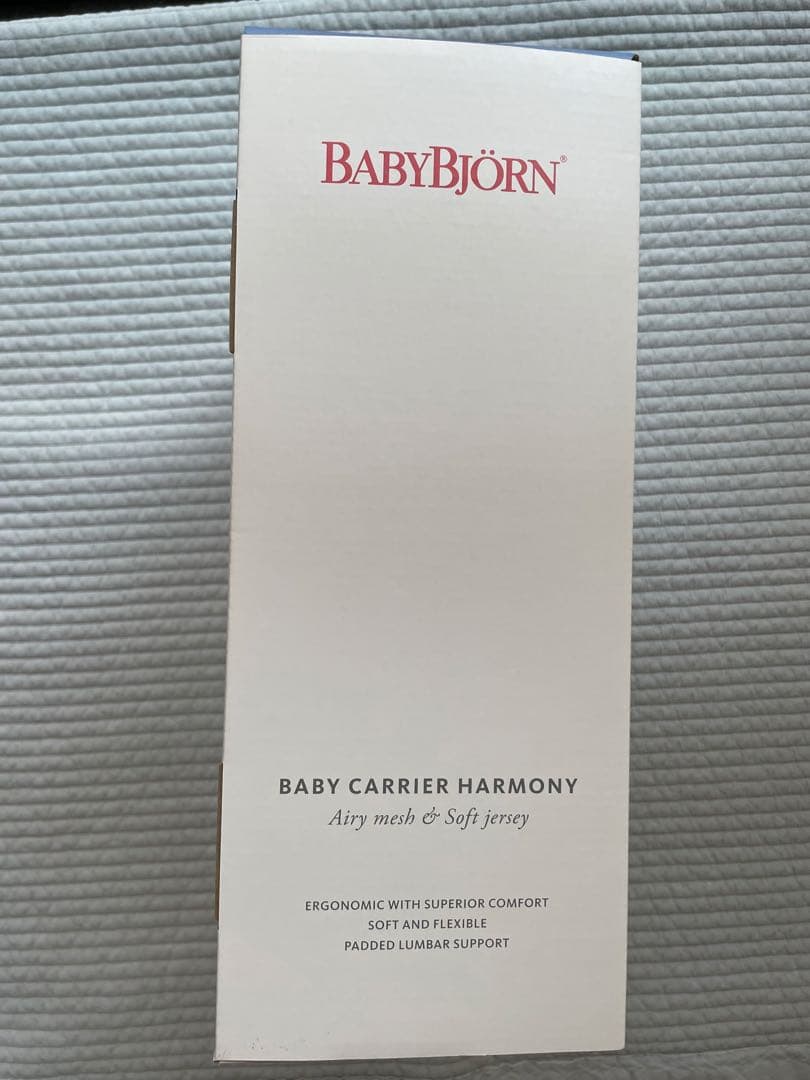 BABYBJÖRN®
BABY CARRIER HARMONY
Airy mesh & Soft jersey
ERGONOMIC WITH SUPERIOR COMFORT
SOFT AND FLEXIBLE
PADDED LUMBAR SUPPORT